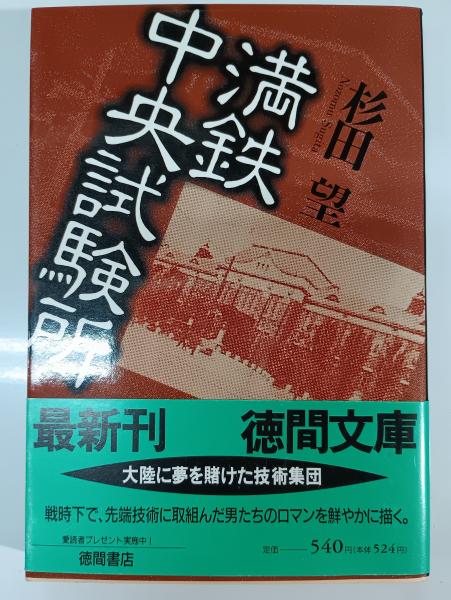 杉田望
Nozomu Sugita
満鉄
中央試験所
最新刊 徳間文庫
大陸に夢を賭けた技術集団
戦時下で、先端技術に取組んだ男たちのロマンを鮮やかに描く。
愛読者プレゼント実施中！
徳間書店
定価——540円(本体524円)